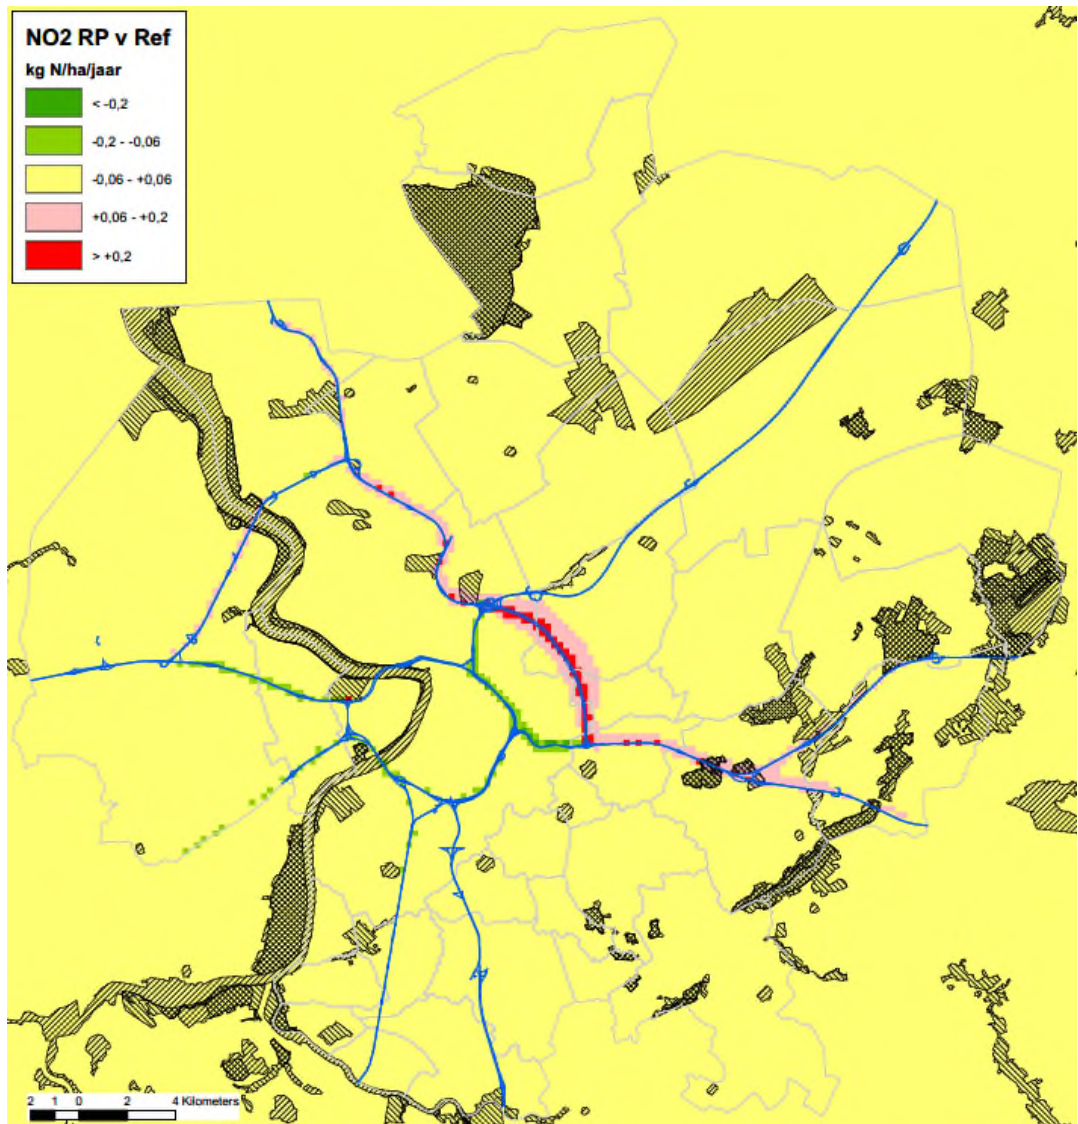 NO2 RP v Ref
kg N/ha/jaar
< -0,2
-0,2 - -0,06
-0,06 - +0,06
+0,06 - +0,2
> +0,2
2 1 0 2 4 Kilometers